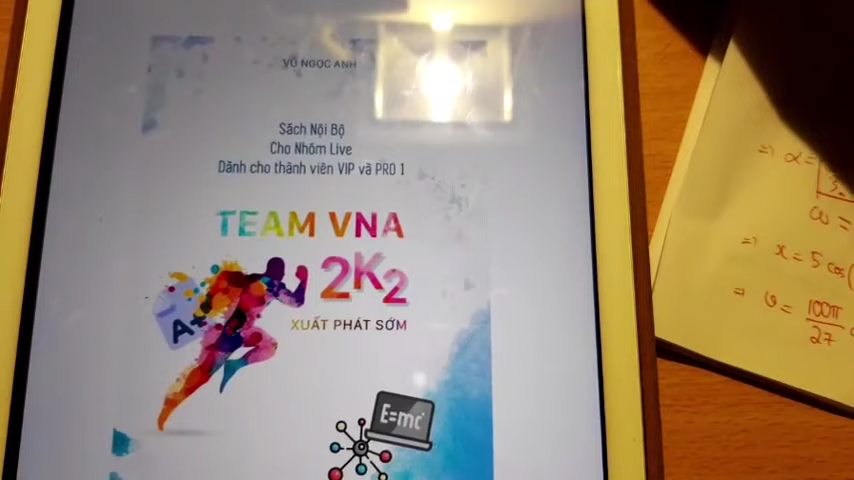 VŨ NGỌC ANH
Sách Nội Bộ
Cho Nhóm Live
Dành cho thành viên VIP và PRO 1
TEAM VNA
2K2
XUẤT PHÁT SỚM
A+
E=mc²
⇒ α =
ω =
⇒ x = 5 cos(
⇒ v = 100π
27